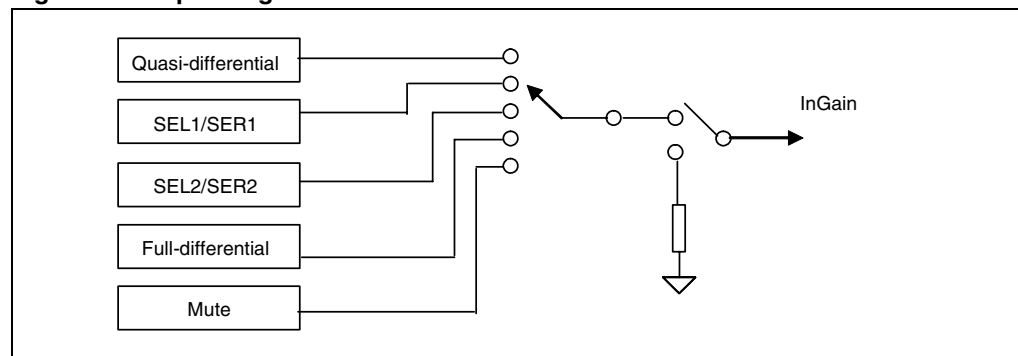 Quasi-differential
SEL1/SER1
InGain
SEL2/SER2
Full-differential
Mute